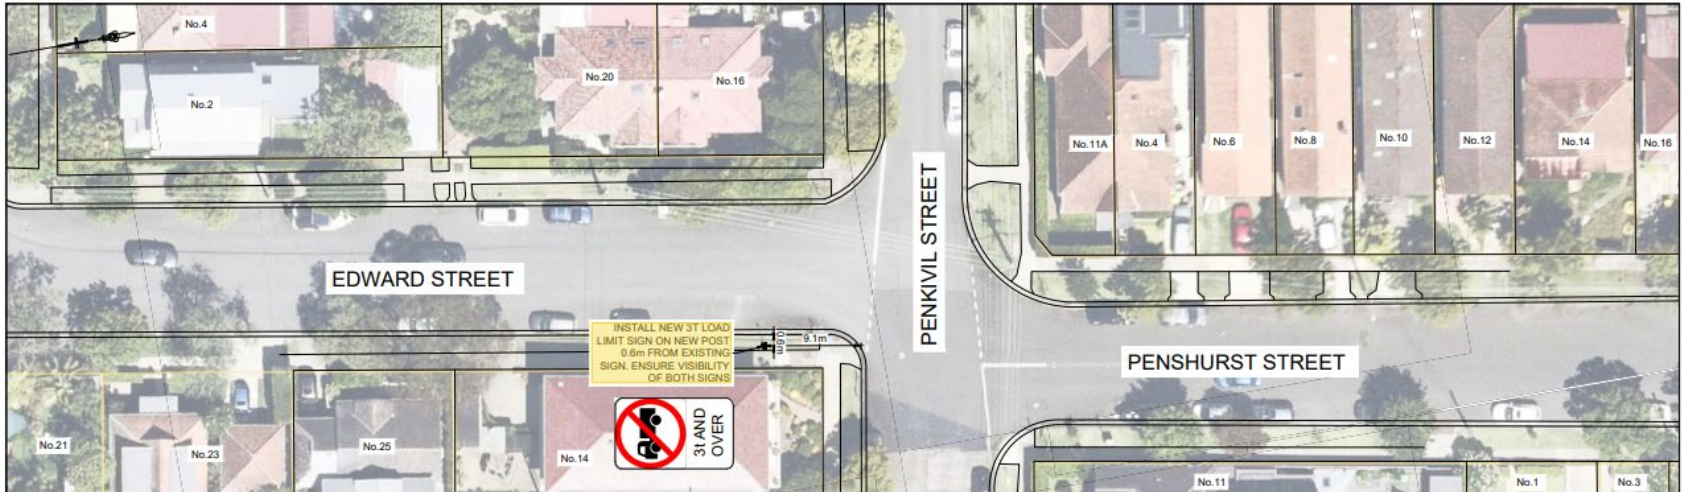 No.4
No.2
No.20
No.16
No.11A
No.4
No.6
No.8
No.10
No.12
No.14
No.16
EDWARD STREET
PENKIVIL STREET
PENSHURST STREET
INSTALL NEW 3T LOAD
LIMIT SIGN ON NEW POST
0.6m FROM EXISTING
SIGN. ENSURE VISIBILITY
OF BOTH SIGNS
0.6m
9.1m
3t AND
OVER
No.21
No.23
No.25
No.14
No.11
No.1
No.3